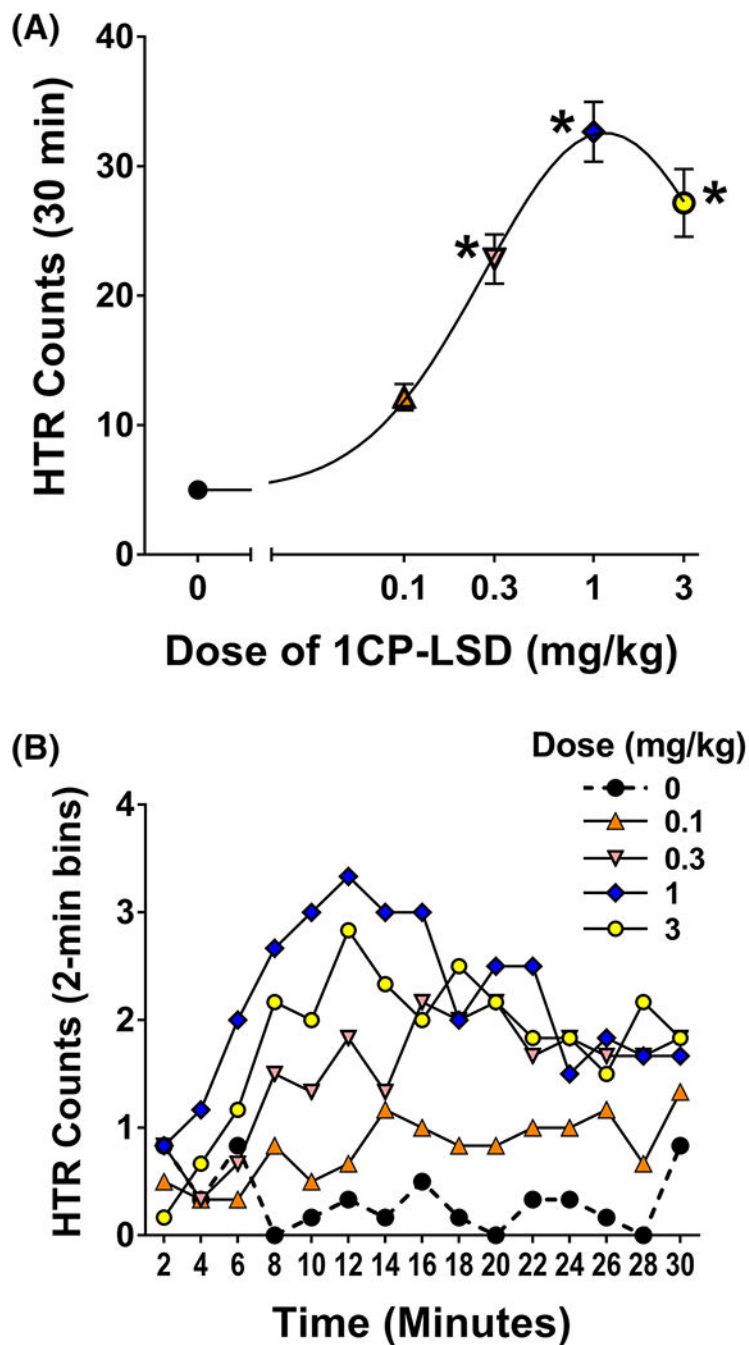 (A)
40
30
20
10
0
HTR Counts (30 min)
*
*
*
*
0 0.1 0.3 1 3
Dose of 1CP-LSD (mg/kg)
(B)
Dose (mg/kg)
0
0.1
0.3
1
3
4
3
2
1
0
HTR Counts (2-min bins)
2 4 6 8 10 12 14 16 18 20 22 24 26 28 30
Time (Minutes)